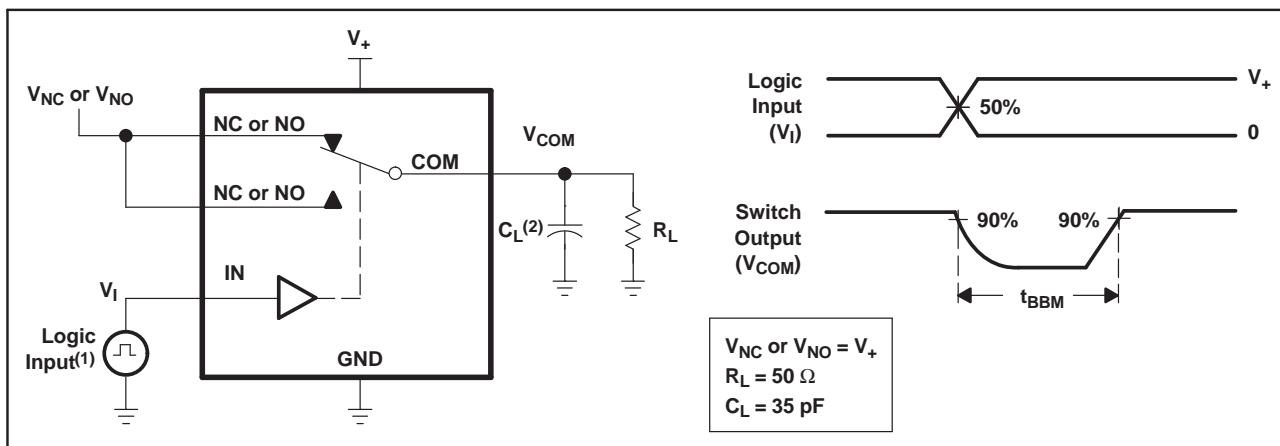 V+
VNC or VNO
NC or NO
VCOM
COM
NC or NO
CL(2)
RL
IN
VI
Logic
Input(1)
GND
Logic
Input
(VI)
V+
50%
0
Switch
Output
(VCOM)
90%
90%
tBBM
VNC or VNO = V+
RL = 50 Ω
CL = 35 pF